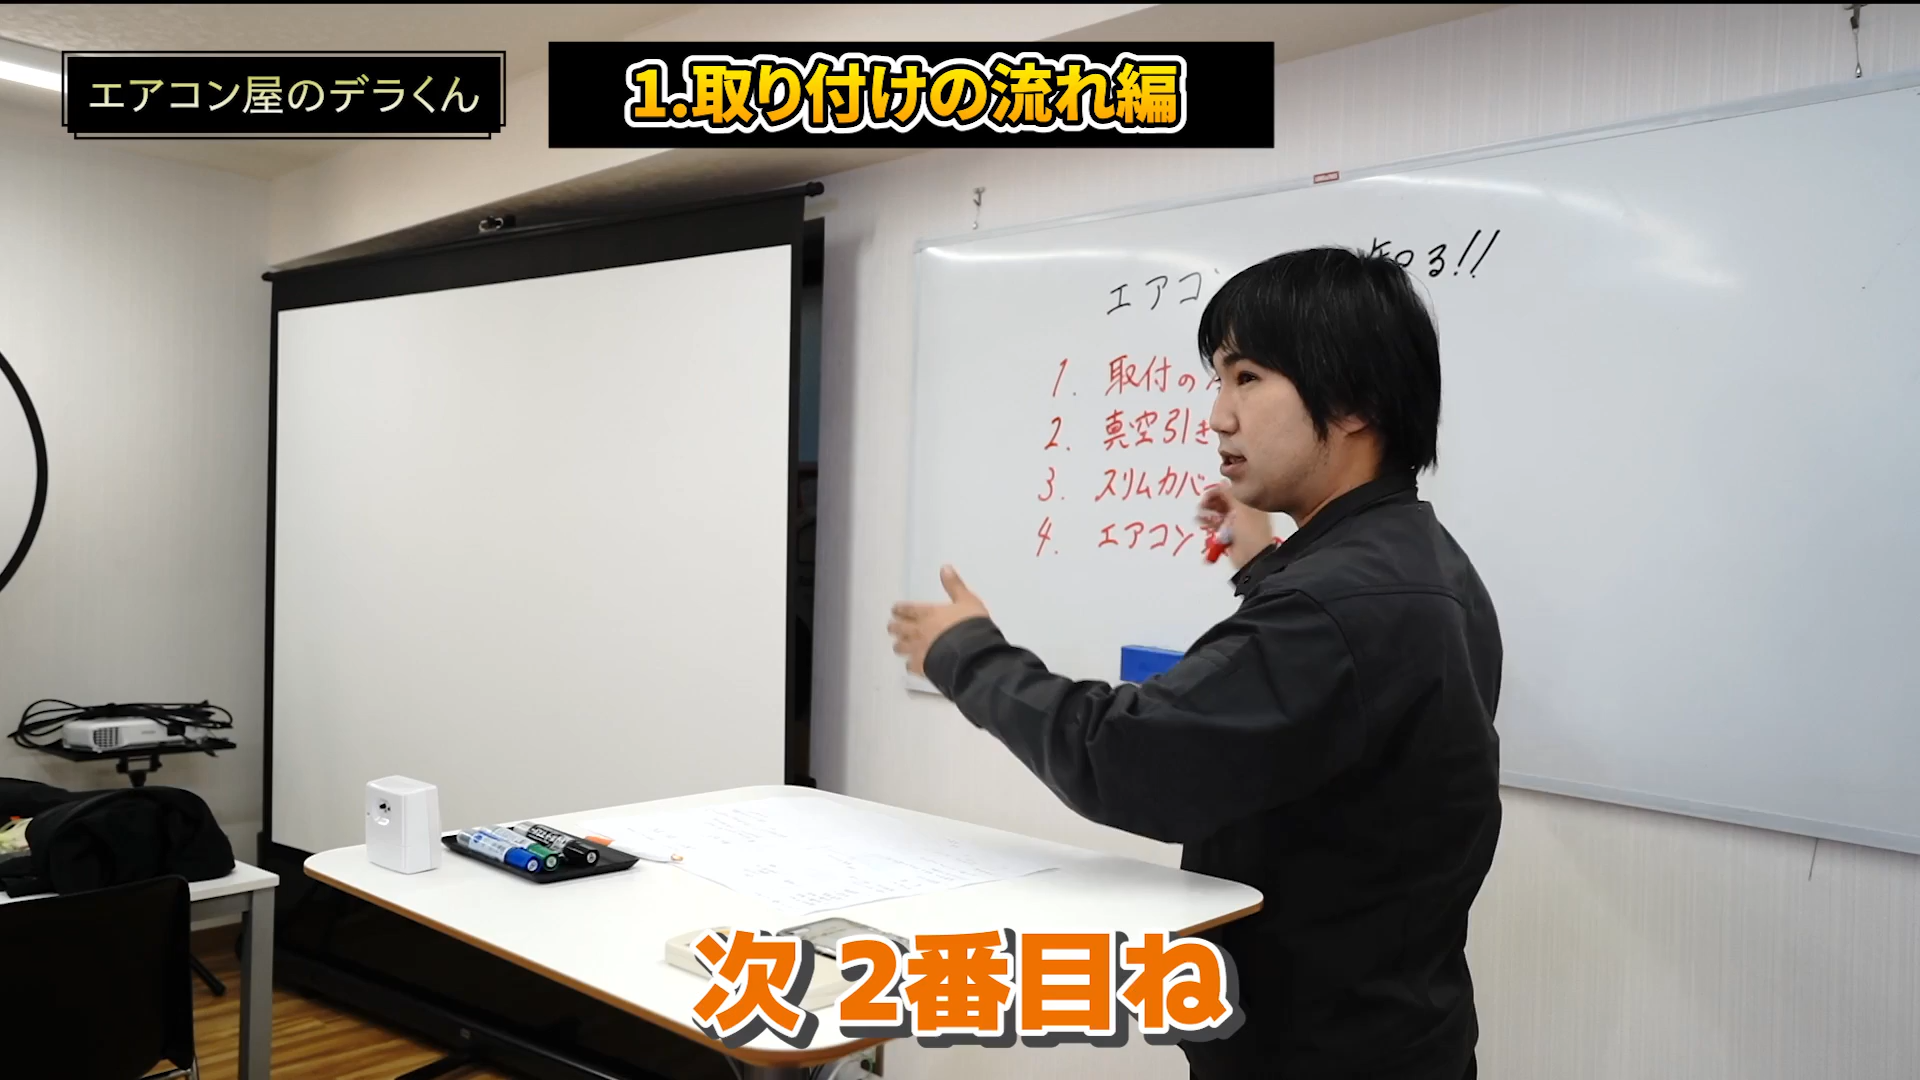 エアコン屋のデラくん
1.取り付けの流れ編
エアコ 知る!!
1. 取付の
2. 真空引き
3. スリムカバー
4. エアコン
次 2番目ね